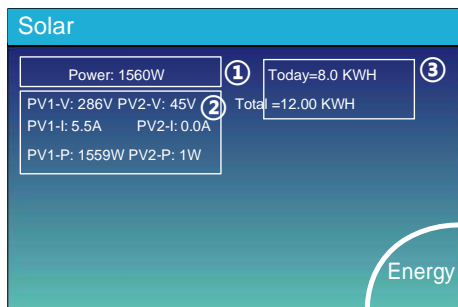 Solar
Power: 1560W
①
Today=8.0 KWH
③
PV1-V: 286V PV2-V: 45V
②
Total =12.00 KWH
PV1-I: 5.5A PV2-I: 0.0A
PV1-P: 1559W PV2-P: 1W
Energy